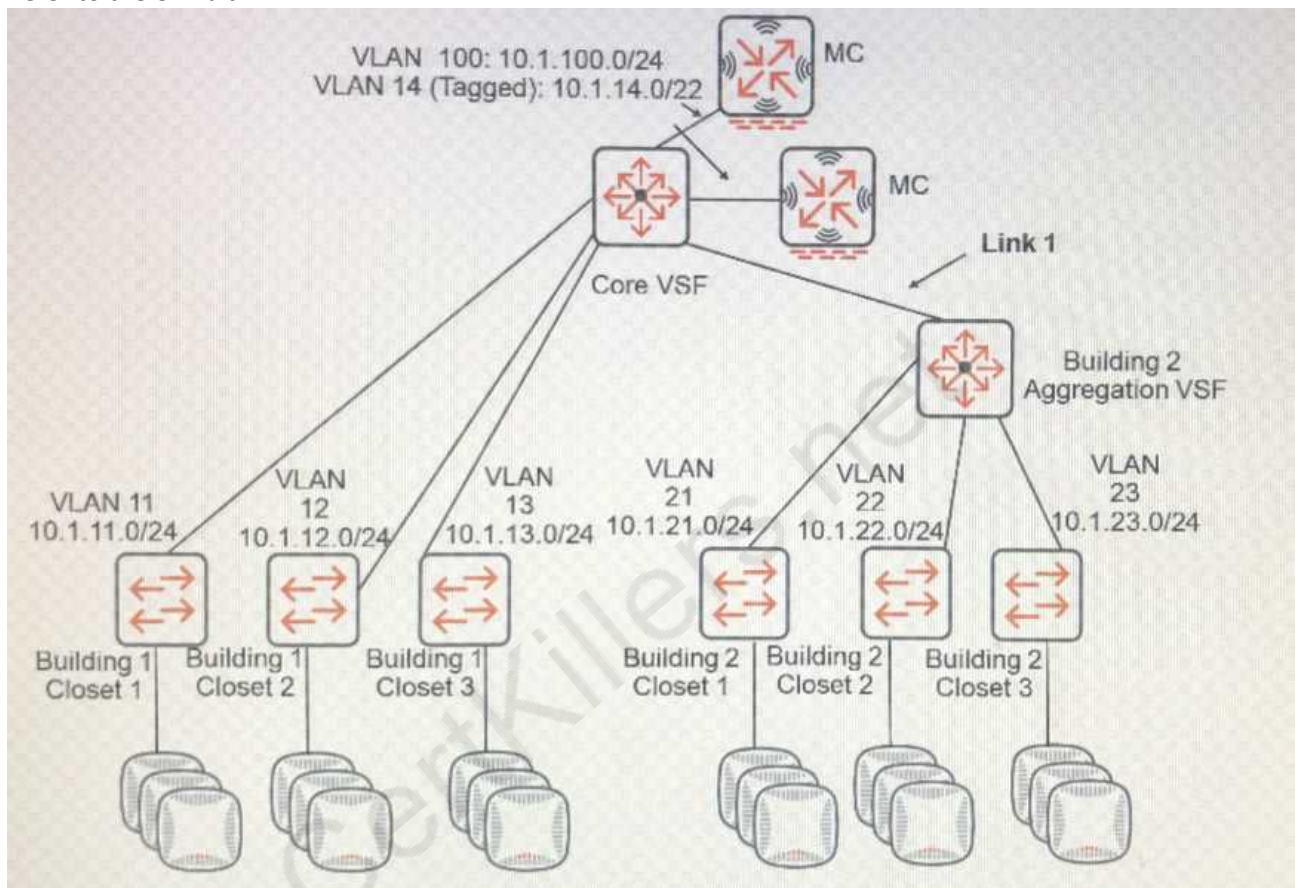 VLAN 100: 10.1.100.0/24
VLAN 14 (Tagged): 10.1.14.0/22
MC
MC
Link 1
Core VSF
Building 2
Aggregation VSF
VLAN 11
10.1.11.0/24
VLAN
12
10.1.12.0/24
VLAN
13
10.1.13.0/24
VLAN
21
10.1.21.0/24
VLAN
22
10.1.22.0/24
VLAN
23
10.1.23.0/24
Building 1
Closet 1
Building 1
Closet 2
Building 1
Closet 3
Building 2
Closet 1
Building 2
Closet 2
Building 2
Closet 3
CertKillers.net